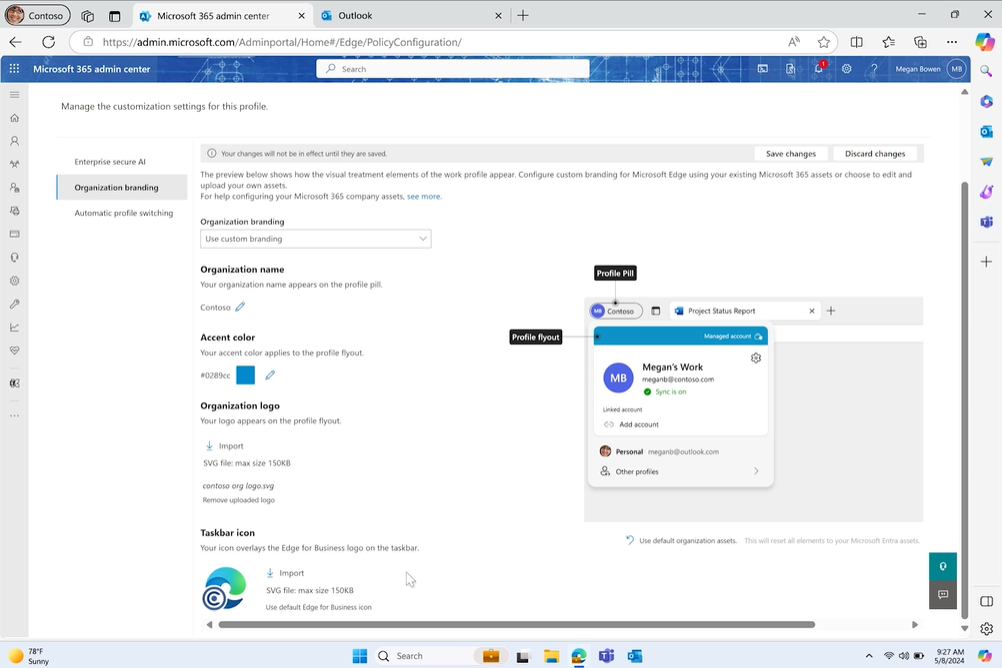 Contoso
Microsoft 365 admin center
Outlook
https://admin.microsoft.com/Adminportal/Home#/Edge/PolicyConfiguration/
Microsoft 365 admin center
Search
1
Megan Bowen
MB
Manage the customization settings for this profile.
Enterprise secure AI
Organization branding
Automatic profile switching
Your changes will not be in effect until they are saved.
Save changes
Discard changes
The preview below shows how the visual treatment elements of the work profile appear. Configure custom branding for Microsoft Edge using your existing Microsoft 365 assets or choose to edit and
upload your own assets.
For help configuring your Microsoft 365 company assets, see more.
Organization branding
Use custom branding
Organization name
Your organization name appears on the profile pill.
Contoso
Accent color
Your accent color applies to the profile flyout.
#0289cc
Organization logo
Your logo appears on the profile flyout.
Import
SVG file: max size 150KB
contoso org logo.svg
Remove uploaded logo
Taskbar icon
Your icon overlays the Edge for Business logo on the taskbar.
Import
SVG file: max size 150KB
Use default Edge for Business icon
Profile Pill
MB Contoso
Project Status Report
Profile flyout
Managed account
MB
Megan's Work
meganb@contoso.com
Sync is on
Linked account
Add account
Personal meganb@outlook.com
Other profiles
Use default organization assets. This will reset all elements to your Microsoft Entra assets.
78°F
Sunny
Search
9:27 AM
5/8/2024